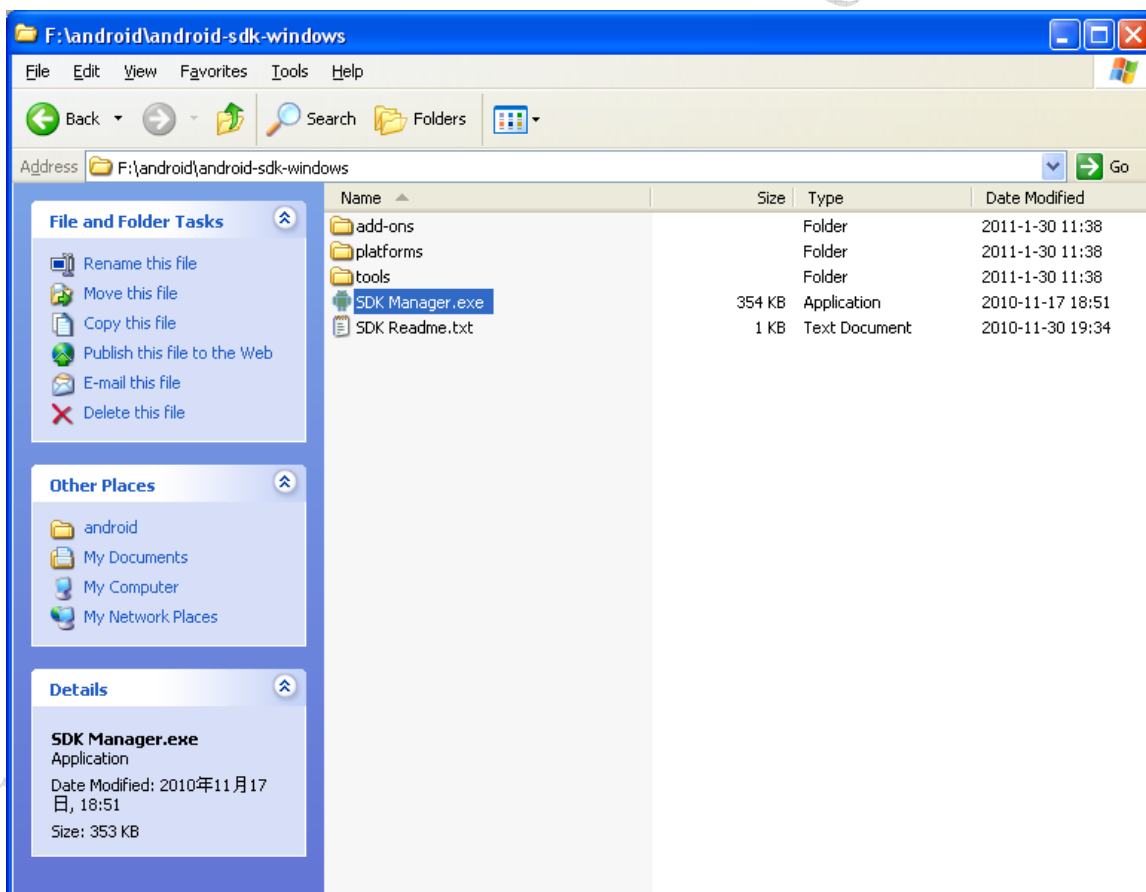 F:\android\android-sdk-windows
File Edit View Favorites Tools Help
Back Search Folders
Address F:\android\android-sdk-windows Go
File and Folder Tasks
Rename this file
Move this file
Copy this file
Publish this file to the Web
E-mail this file
Delete this file
Other Places
android
My Documents
My Computer
My Network Places
Details
SDK Manager.exe
Application
Date Modified: 2010年11月17
日, 18:51
Size: 353 KB
Name Size Type Date Modified
add-ons Folder 2011-1-30 11:38
platforms Folder 2011-1-30 11:38
tools Folder 2011-1-30 11:38
SDK Manager.exe 354 KB Application 2010-11-17 18:51
SDK Readme.txt 1 KB Text Document 2010-11-30 19:34